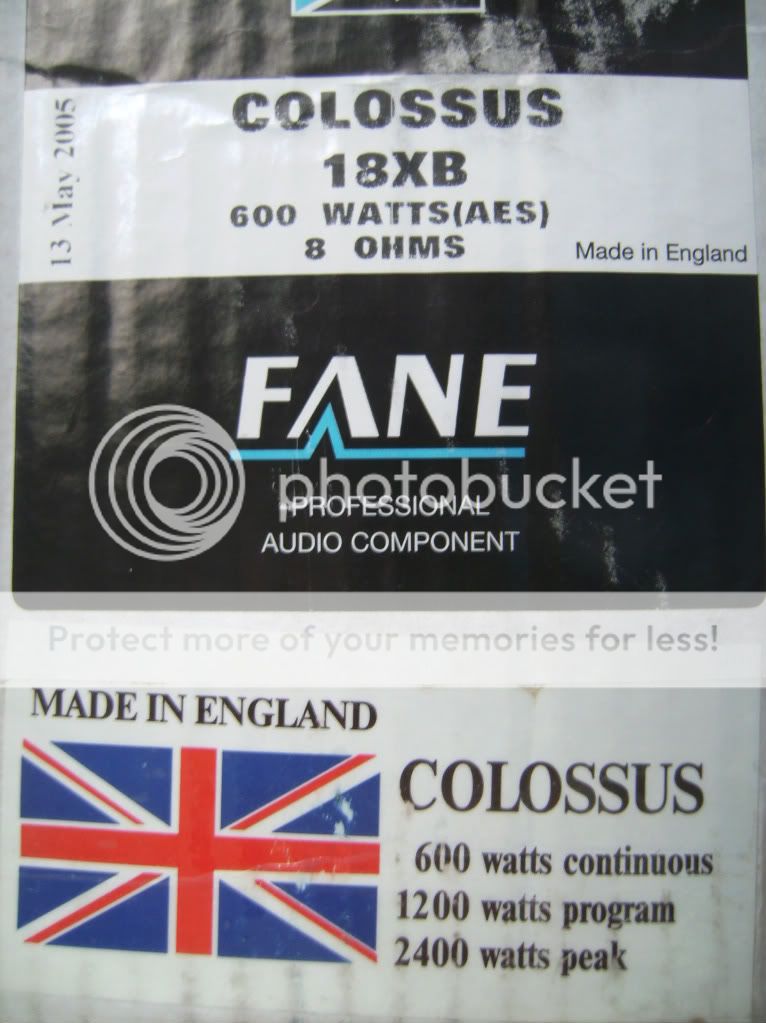 COLOSSUS
18XB
600 WATTS(AES)
8 OHMS
13 May 2005
Made in England
FANE
photobucket
PROFESSIONAL
AUDIO COMPONENT
Protect more of your memories for less!
MADE IN ENGLAND
COLOSSUS
600 watts continuous
1200 watts program
2400 watts peak